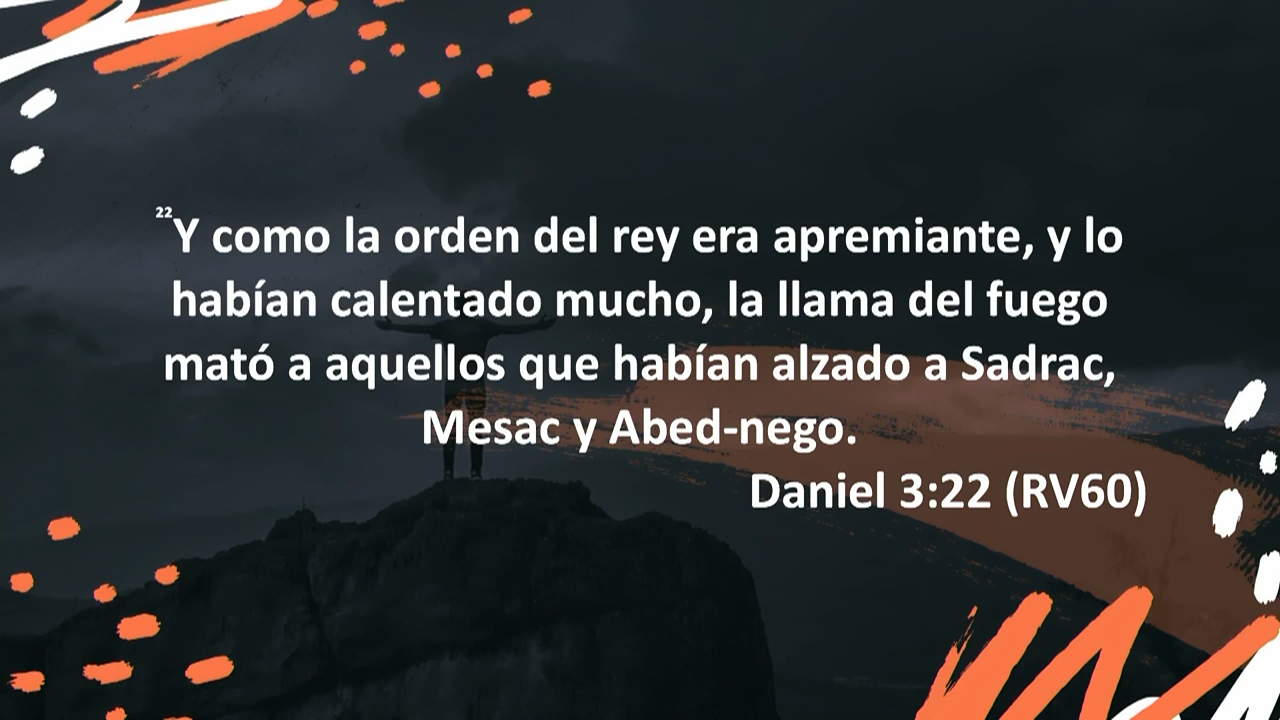 ²²Y como la orden del rey era apremiante, y lo
habían calentado mucho, la llama del fuego
mató a aquellos que habían alzado a Sadrac,
Mesac y Abed-nego.
Daniel 3:22 (RV60)